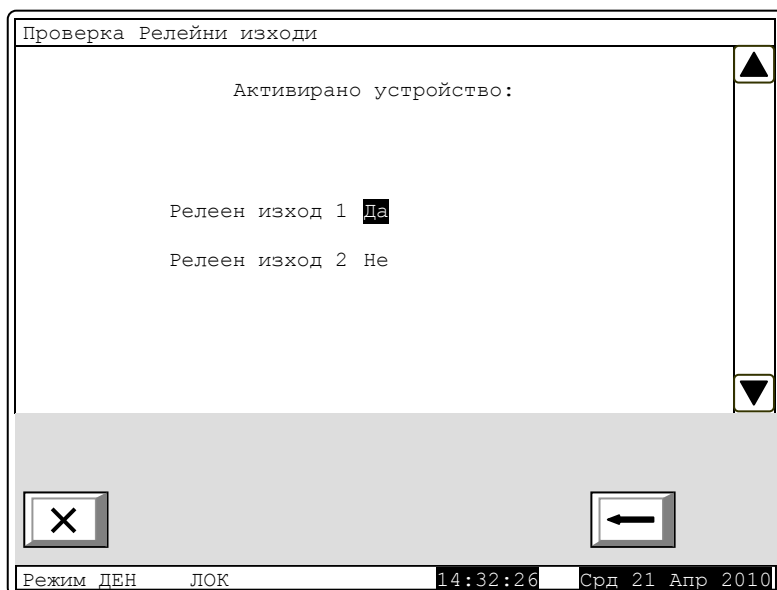 Проверка Релейни изходи
Активирано устройство:
Релеен изход 1 Да
Релеен изход 2 Не
Режим ДЕН ЛОК 14:32:26 Срд 21 Апр 2010